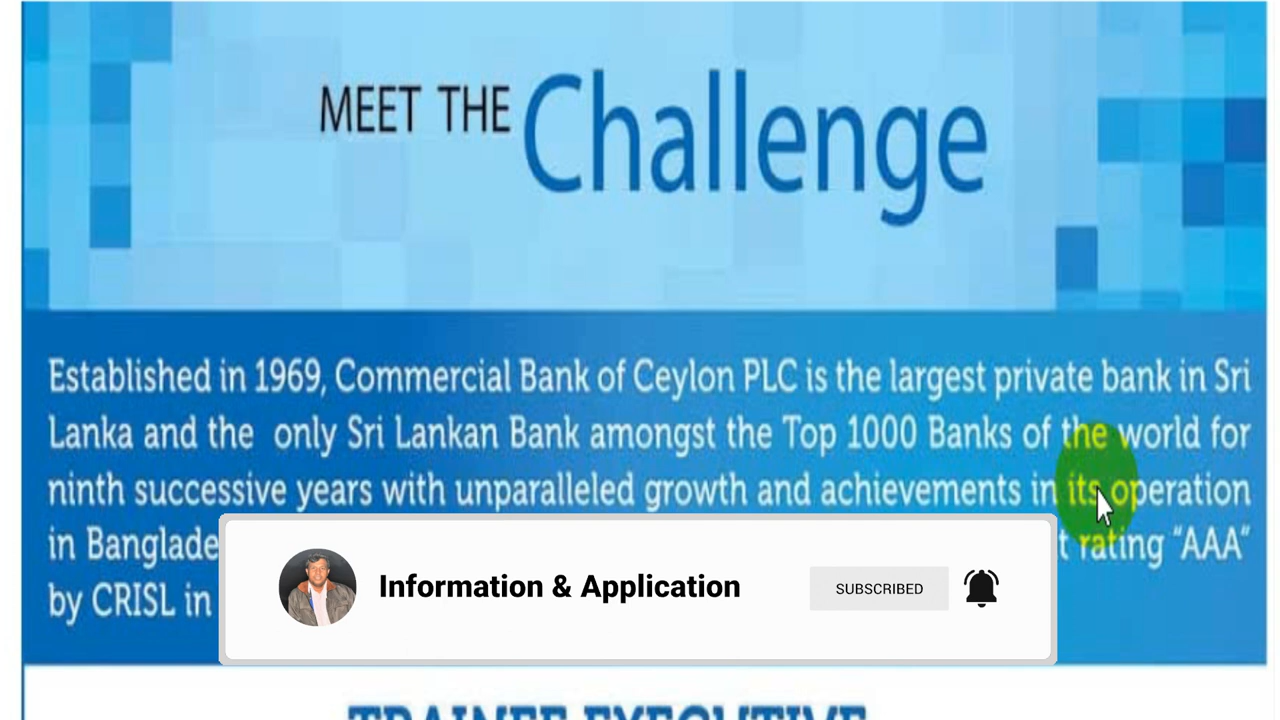 MEET THE Challenge
Established in 1969, Commercial Bank of Ceylon PLC is the largest private bank in Sri
Lanka and the only Sri Lankan Bank amongst the Top 1000 Banks of the world for
ninth successive years with unparalleled growth and achievements in its operation
in rating “AAA”
by CRISL in
Information & Application
SUBSCRIBED
TRAINEE EXECUTIVE